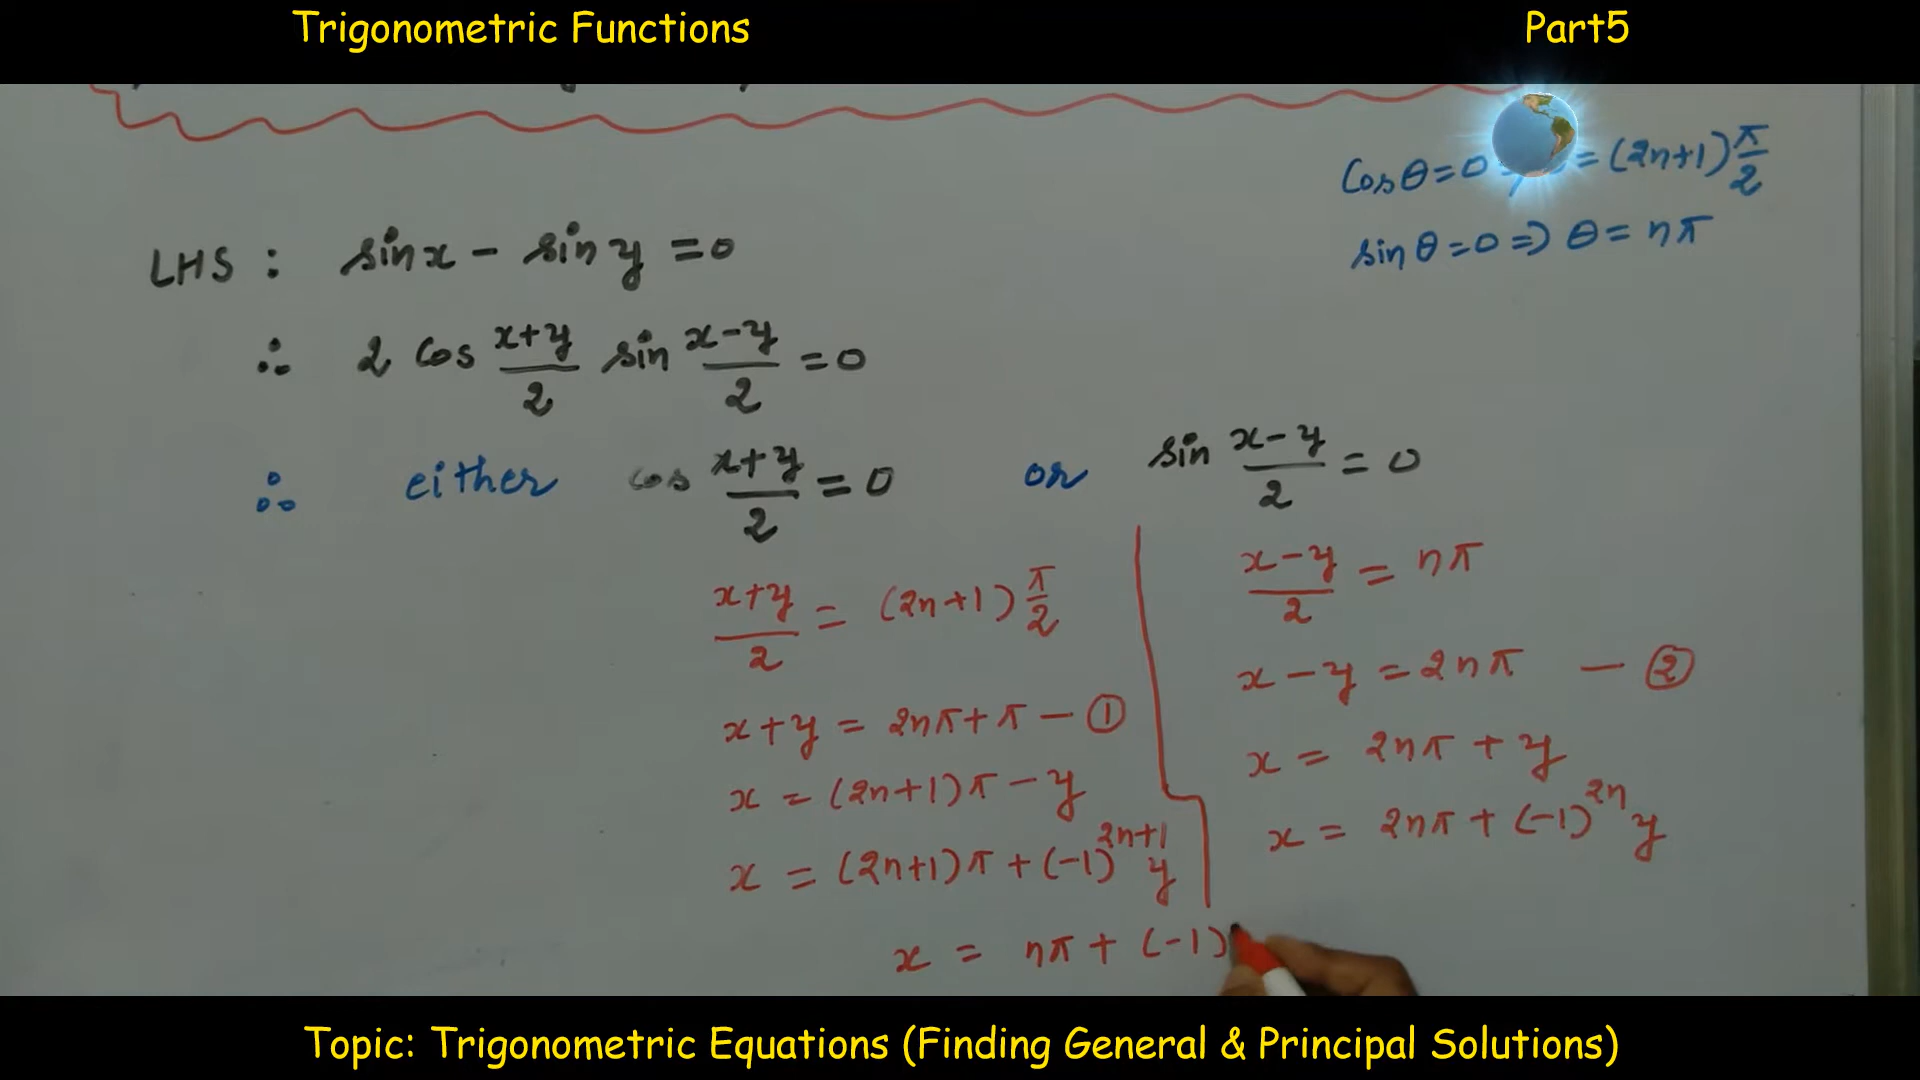 Trigonometric Functions Part5
Cosθ=0 = (2n+1) π/2
sinθ=0 ⇒ θ = nπ
LHS : sin x - sin y = 0
∴ 2 cos (x+y)/2 sin (x-y)/2 = 0
∴ either cos (x+y)/2 = 0 or sin (x-y)/2 = 0
(x+y)/2 = (2n+1) π/2
x+y = 2nπ + π — ①
x = (2n+1)π - y
x = (2n+1)π + (-1)^(2n+1) y
(x-y)/2 = nπ
x - y = 2nπ — ②
x = 2nπ + y
x = 2nπ + (-1)^(2n) y
x = nπ + (-1)
Topic: Trigonometric Equations (Finding General & Principal Solutions)